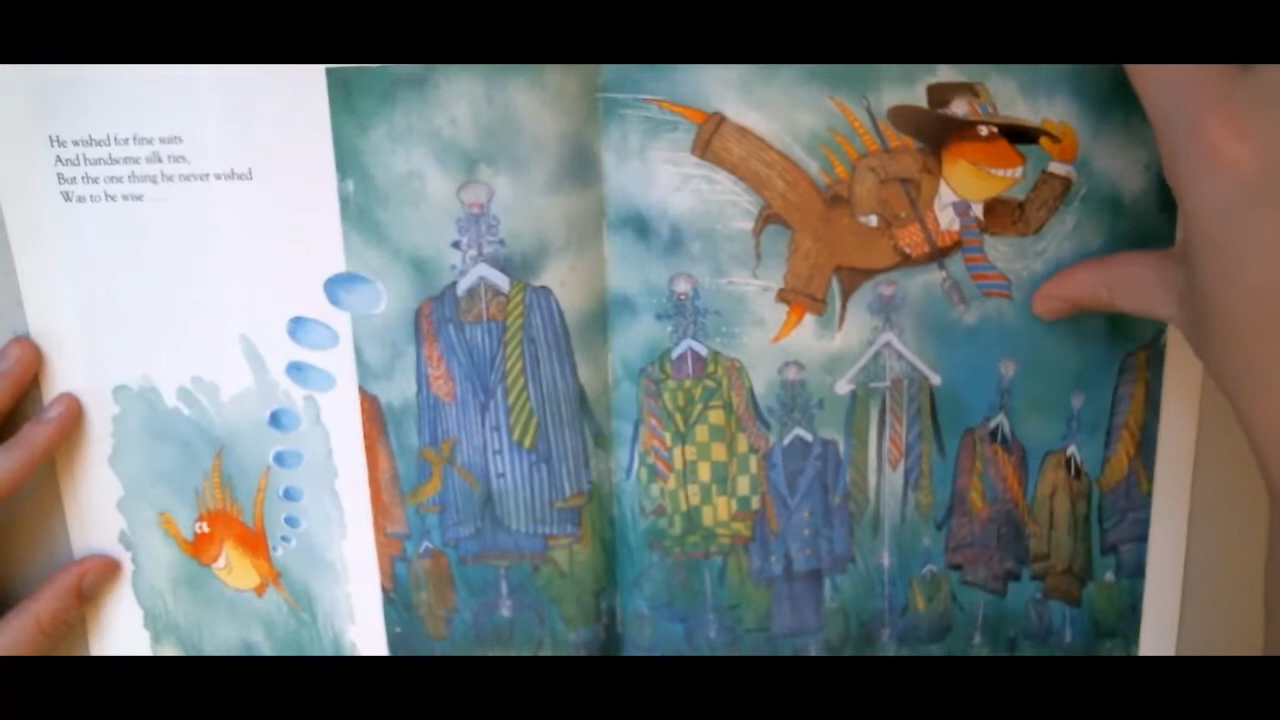 He wished for fine suits
And handsome silk ties,
But the one thing he never wished
Was to be wise . . . .